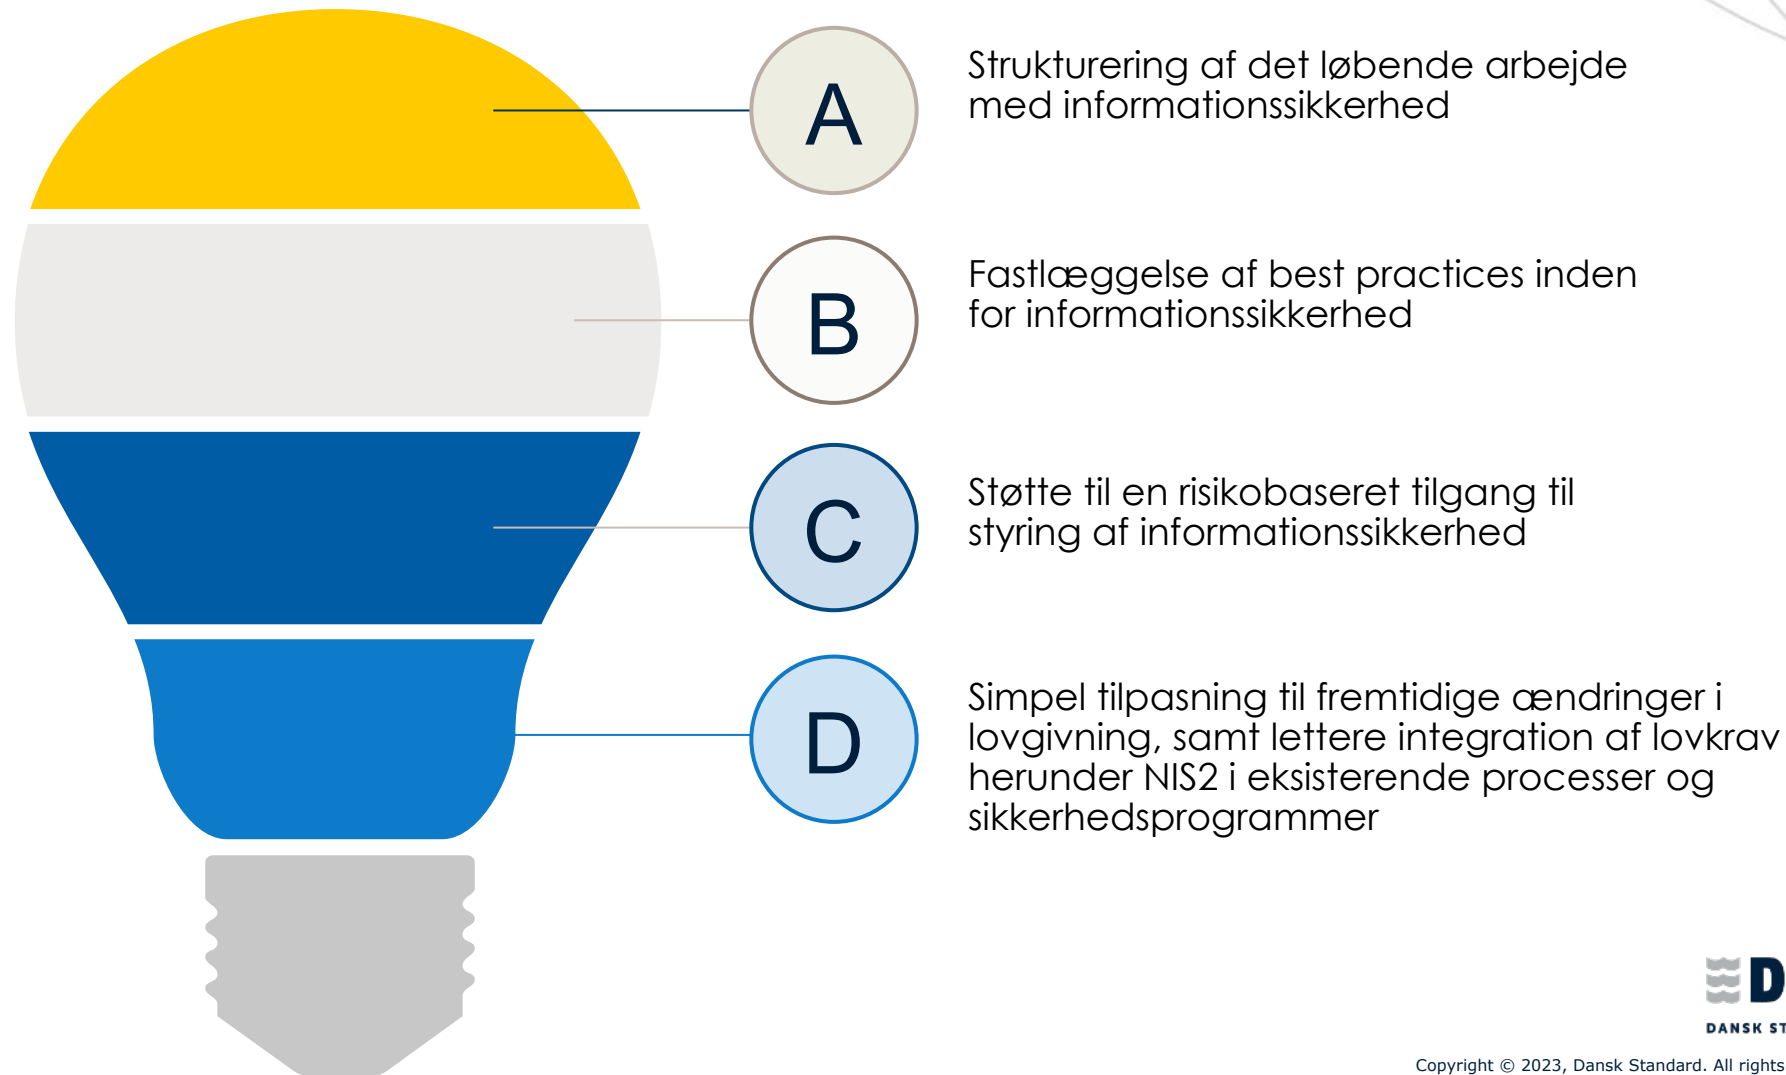 A
Strukturering af det løbende arbejde
med informationssikkerhed
B
Fastlæggelse af best practices inden
for informationssikkerhed
C
Støtte til en risikobaseret tilgang til
styring af informationssikkerhed
D
Simpel tilpasning til fremtidige ændringer i
lovgivning, samt lettere integration af lovkrav
herunder NIS2 i eksisterende processer og
sikkerhedsprogrammer
D
DANSK ST
Copyright © 2023, Dansk Standard. All rights